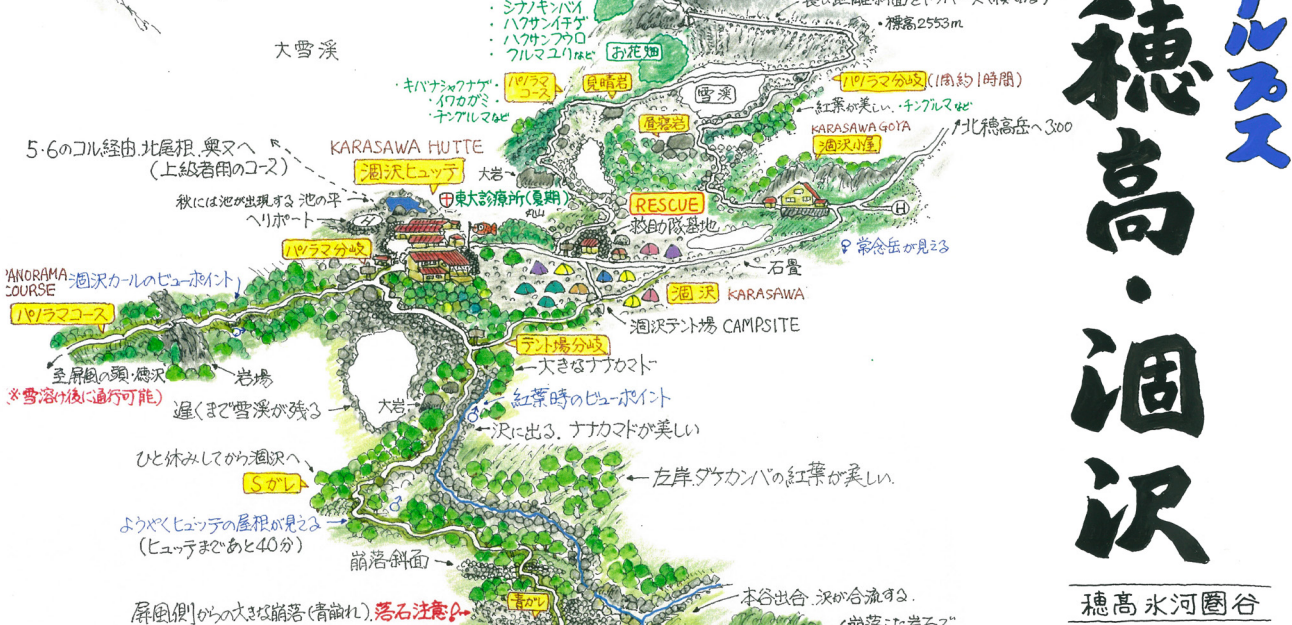 シナノキンバイ
・ハクサンイチゲ
・ハクサンフウロ
・クルマユリなど
お花畑
・標高2553m
大雪渓
キバナシャクナゲ・
・イワカガミ・
・チングルマなど
パノラマ
コース
見晴岩
雪渓
パノラマ分岐(1周約1時間)
紅葉が美しい・チングルマなど
昼寝岩
KARASAWA GOYA
涸沢小屋
北穂高岳へ3:00
5・6のコル経由.北尾根.奥又へ
(上級者用のコース)
KARASAWA HUTTE
涸沢ヒュッテ
大岩
東大診療所(夏期)
丸山
秋には池が出現する 池の平
ヘリポート
H
RESCUE
救助隊基地
H
常念岳が見える
パノラマ分岐
石畳
PANORAMA
COURSE
涸沢カールのビューポイント
パノラマコース
涸沢 KARASAWA
涸沢テント場 CAMPSITE
テント場分岐
至屏風の頭・徳沢
※雪溶け後に通行可能)
岩場
大きなナナカマド
紅葉時のビューポイント
遅くまで雪渓が残る
大岩
沢に出る.ナナカマドが美しい
ひと休みしてから涸沢へ
Sガレ
左岸.ダケカンバの紅葉が美しい.
ようやくヒュッテの屋根が見える
(ヒュッテまであと40分)
崩落斜面
青ガレ
屏風側からの大きな崩落(青崩れ).落石注意!
本谷出合.沢が合流する.
ルプス
穂高・涸沢
穂高氷河圏谷